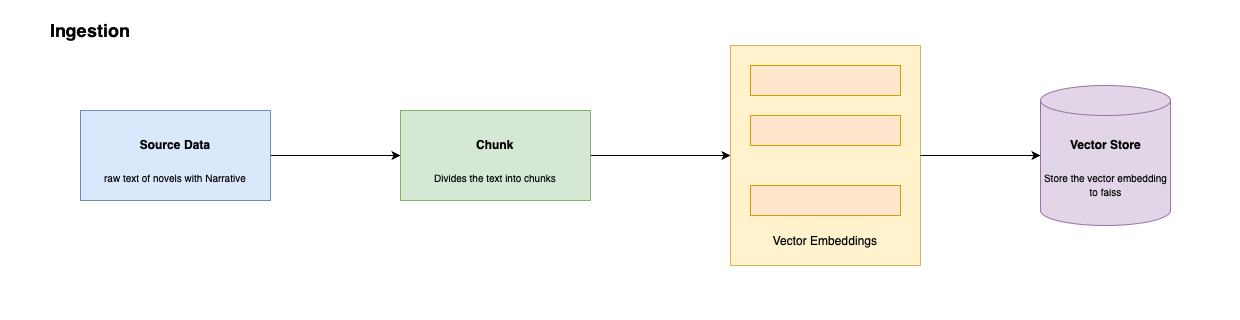 Ingestion
Source Data
raw text of novels with Narrative
Chunk
Divides the text into chunks
Vector Embeddings
Vector Store
Store the vector embedding
to faiss